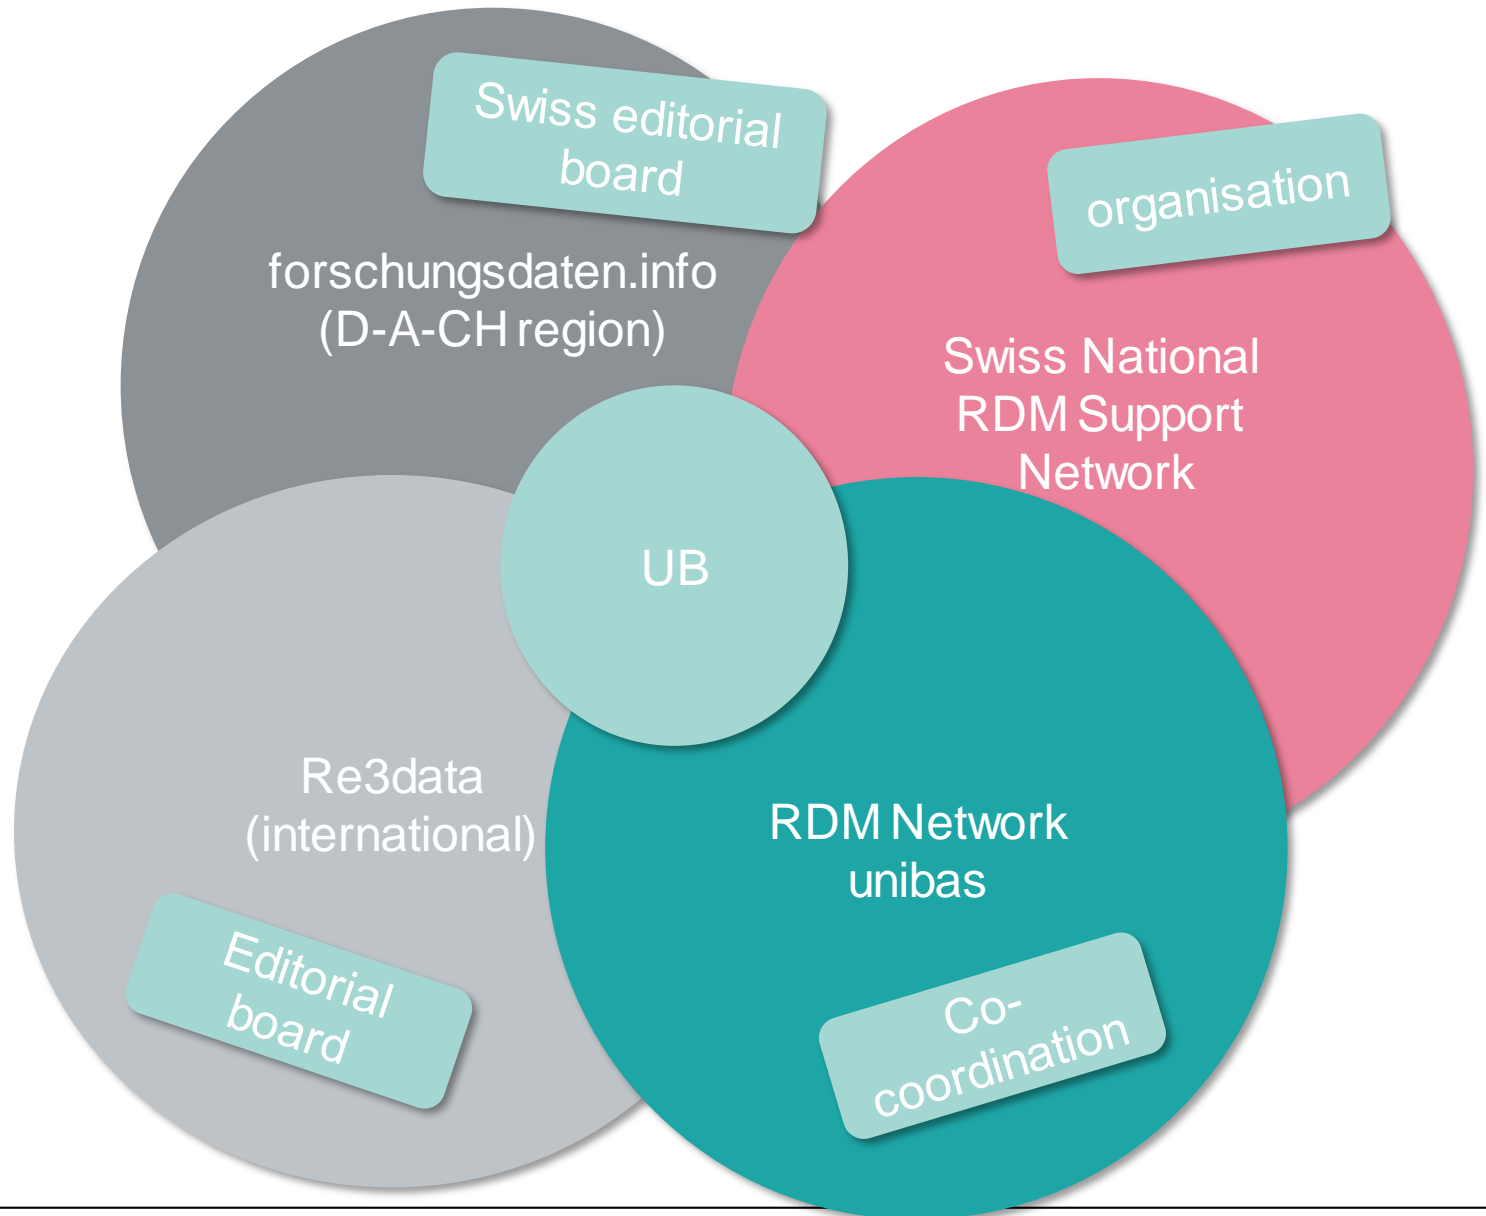 Swiss editorial
board
forschungsdaten.info
(D-A-CH region)
organisation
Swiss National
RDM Support
Network
UB
Re3data
(international)
Editorial
board
RDM Network
unibas
Co-
coordination